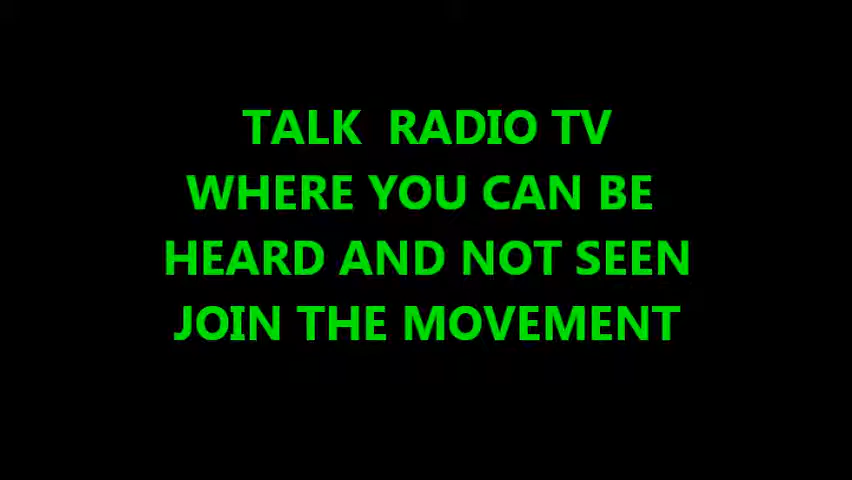 TALK  RADIO TV
WHERE YOU CAN BE
HEARD AND NOT SEEN
JOIN THE MOVEMENT